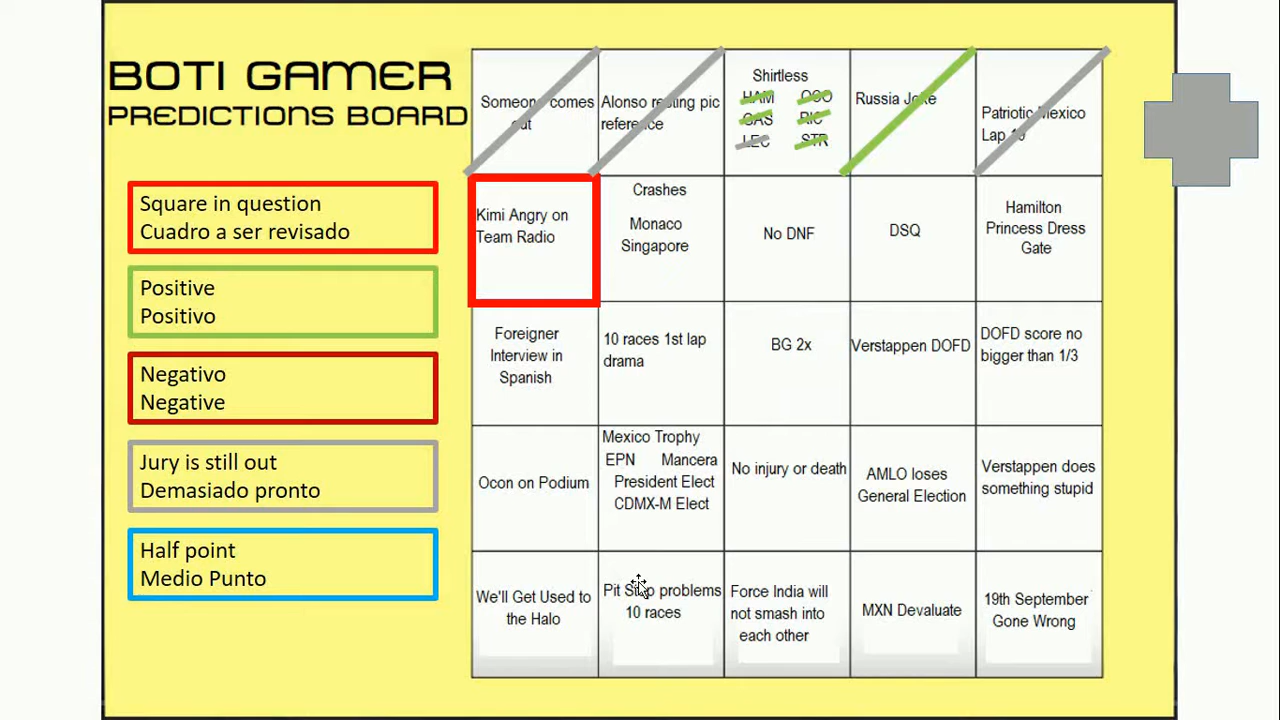 BOTI GAMER
PREDICTIONS BOARD
Square in question
Cuadro a ser revisado
Positive
Positivo
Negativo
Negative
Jury is still out
Demasiado pronto
Half point
Medio Punto
Someone comes
out
Alonso resting pic
reference
Shirtless
HAM OCO
GAS RIC
LEC STR
Russia Joke
Patriotic Mexico
Lap 19
Kimi Angry on
Team Radio
Crashes
Monaco
Singapore
No DNF
DSQ
Hamilton
Princess Dress
Gate
Foreigner
Interview in
Spanish
10 races 1st lap
drama
BG 2x
Verstappen DOFD
DOFD score no
bigger than 1/3
Ocon on Podium
Mexico Trophy
EPN Mancera
President Elect
CDMX-M Elect
No injury or death
AMLO loses
General Election
Verstappen does
something stupid
We'll Get Used to
the Halo
Pit Stop problems
10 races
Force India will
not smash into
each other
MXN Devaluate
19th September
Gone Wrong